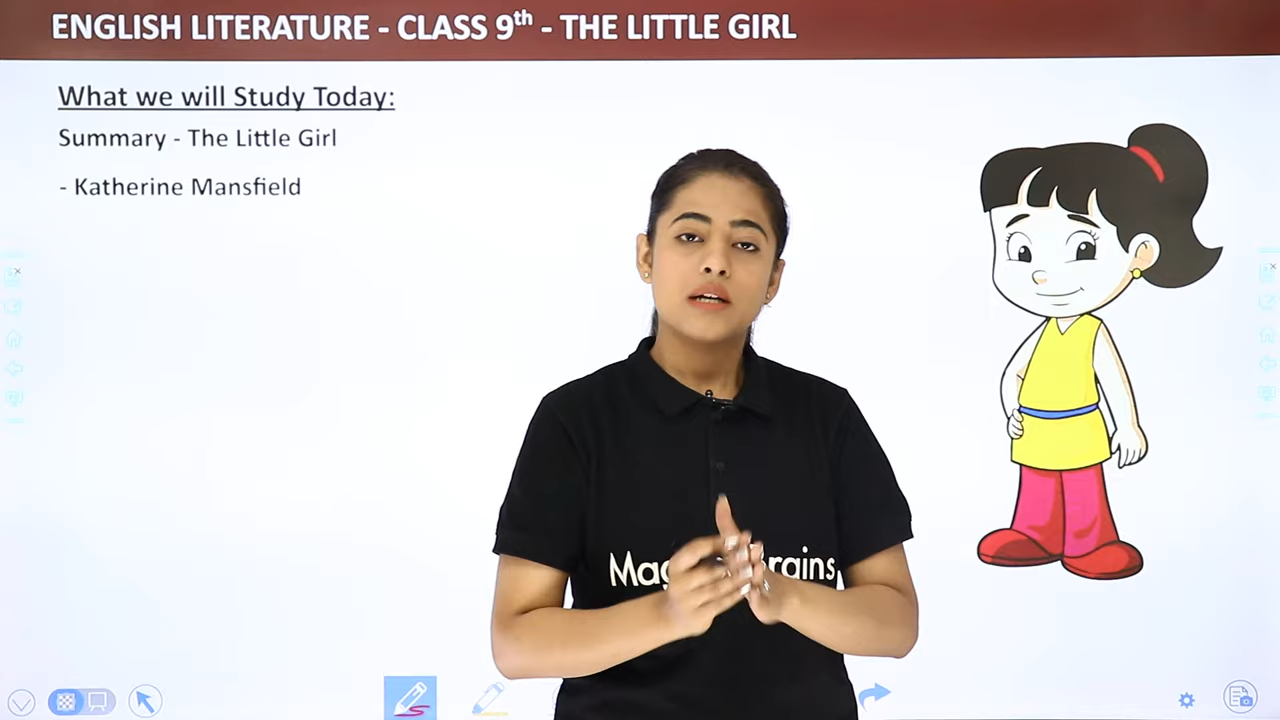 ENGLISH LITERATURE - CLASS 9th - THE LITTLE GIRL
What we will Study Today:
Summary - The Little Girl
- Katherine Mansfield